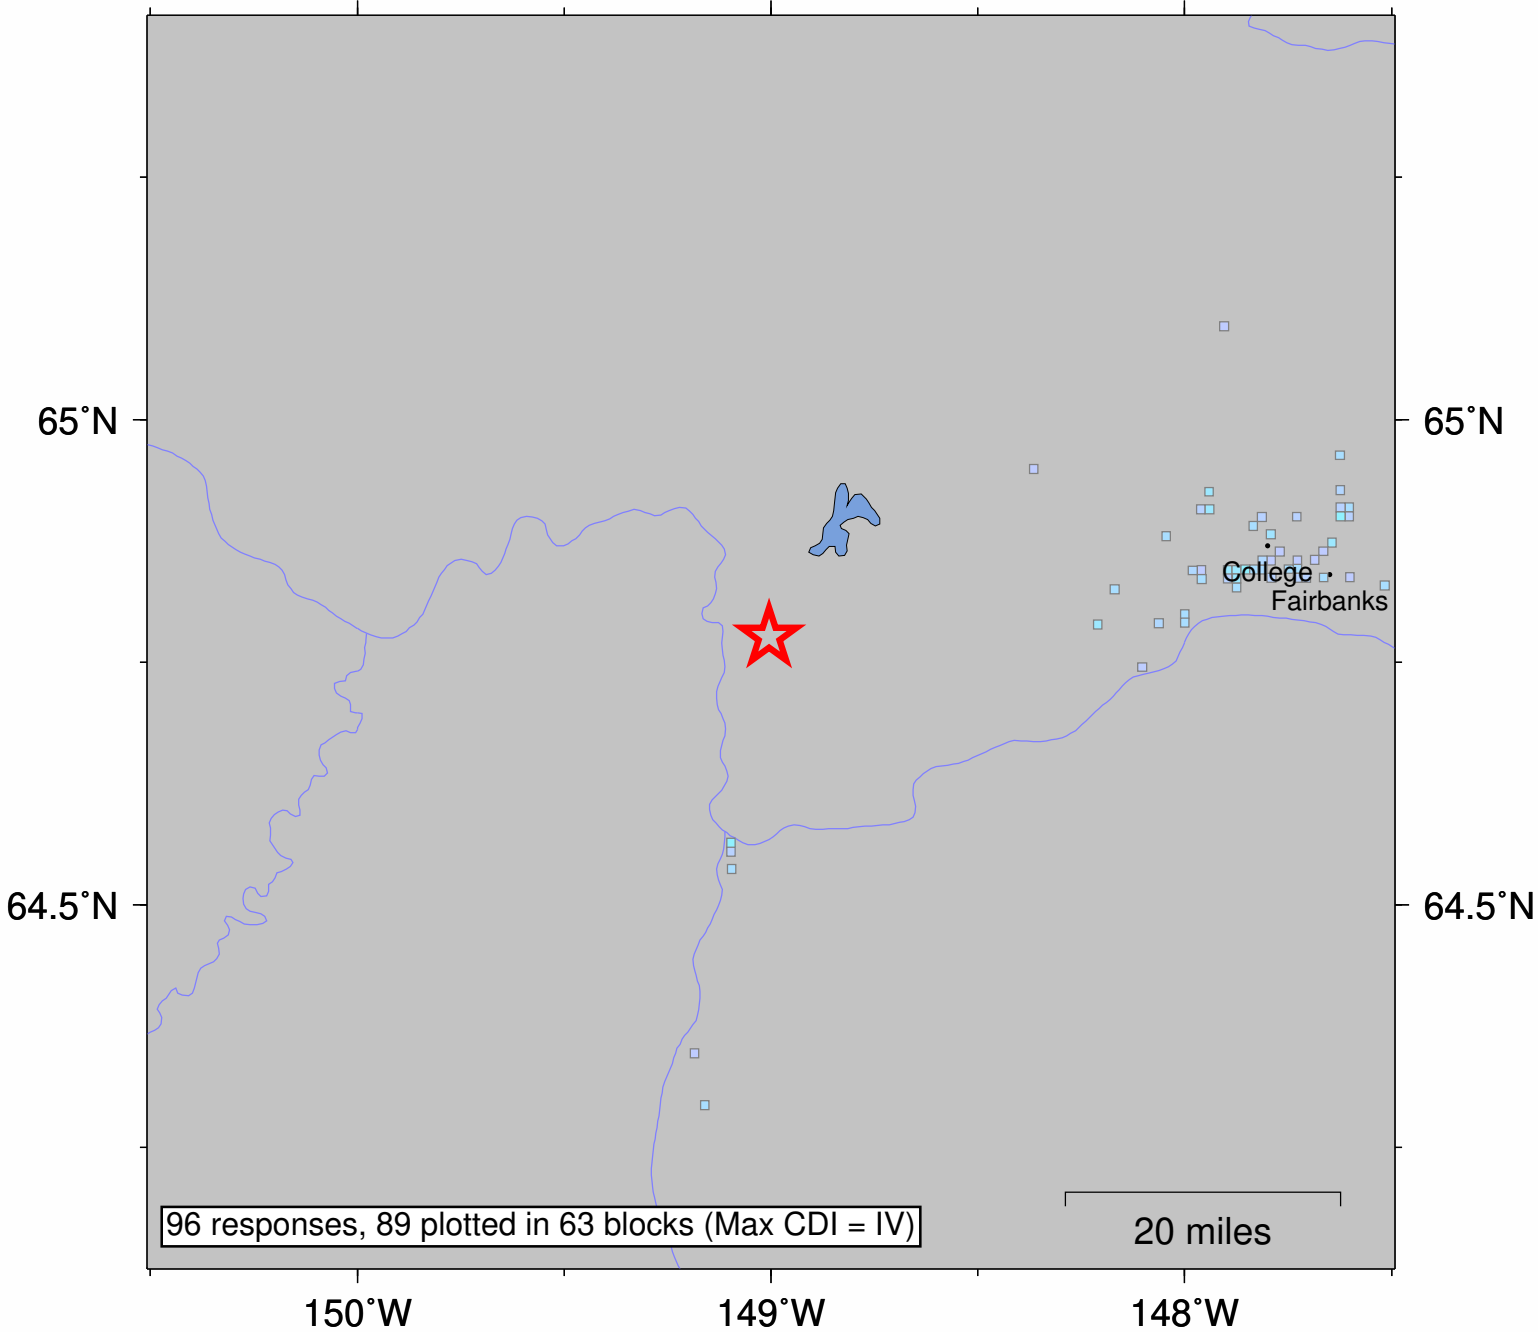 65˚N
65˚N
College
Fairbanks
64.5˚N
64.5˚N
96 responses, 89 plotted in 63 blocks (Max CDI = IV)
20 miles
150˚W
149˚W
148˚W